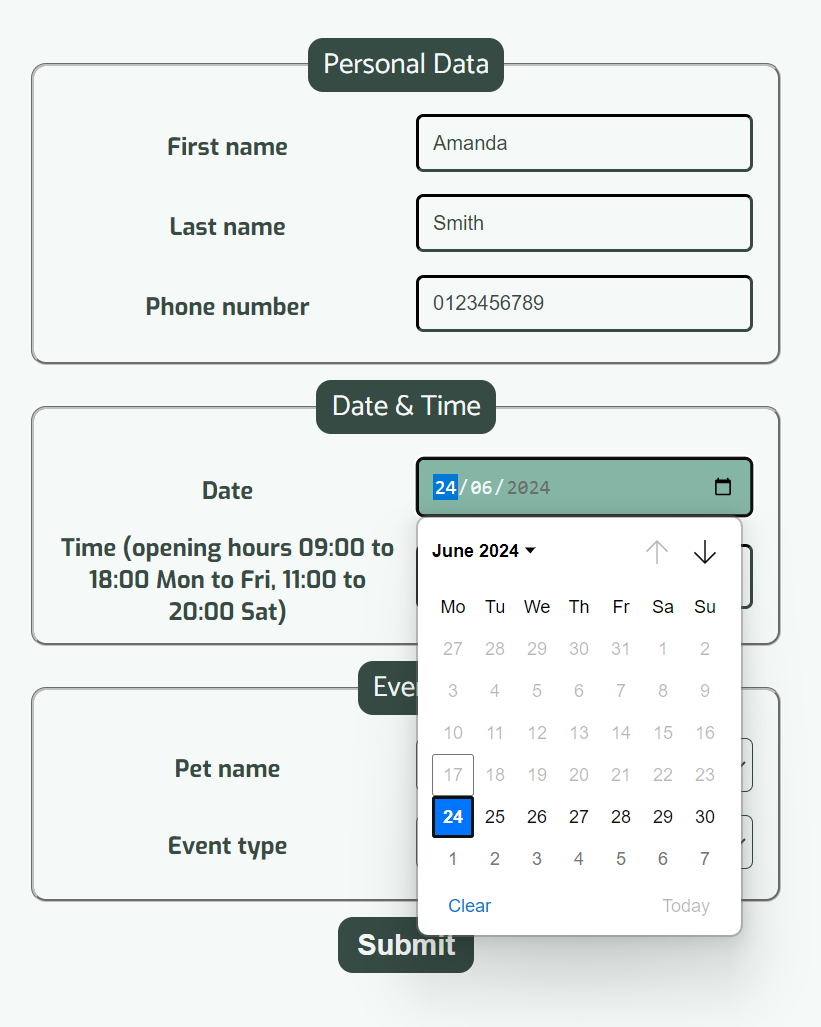 Personal Data
First name
Amanda
Last name
Smith
Phone number
0123456789
Date & Time
Date
24/06/2024
Time (opening hours 09:00 to
18:00 Mon to Fri, 11:00 to
20:00 Sat)
June 2024
Mo Tu We Th Fr Sa Su
27 28 29 30 31 1 2
3 4 5 6 7 8 9
10 11 12 13 14 15 16
17 18 19 20 21 22 23
24 25 26 27 28 29 30
1 2 3 4 5 6 7
Clear Today
Pet name
Event type
Submit